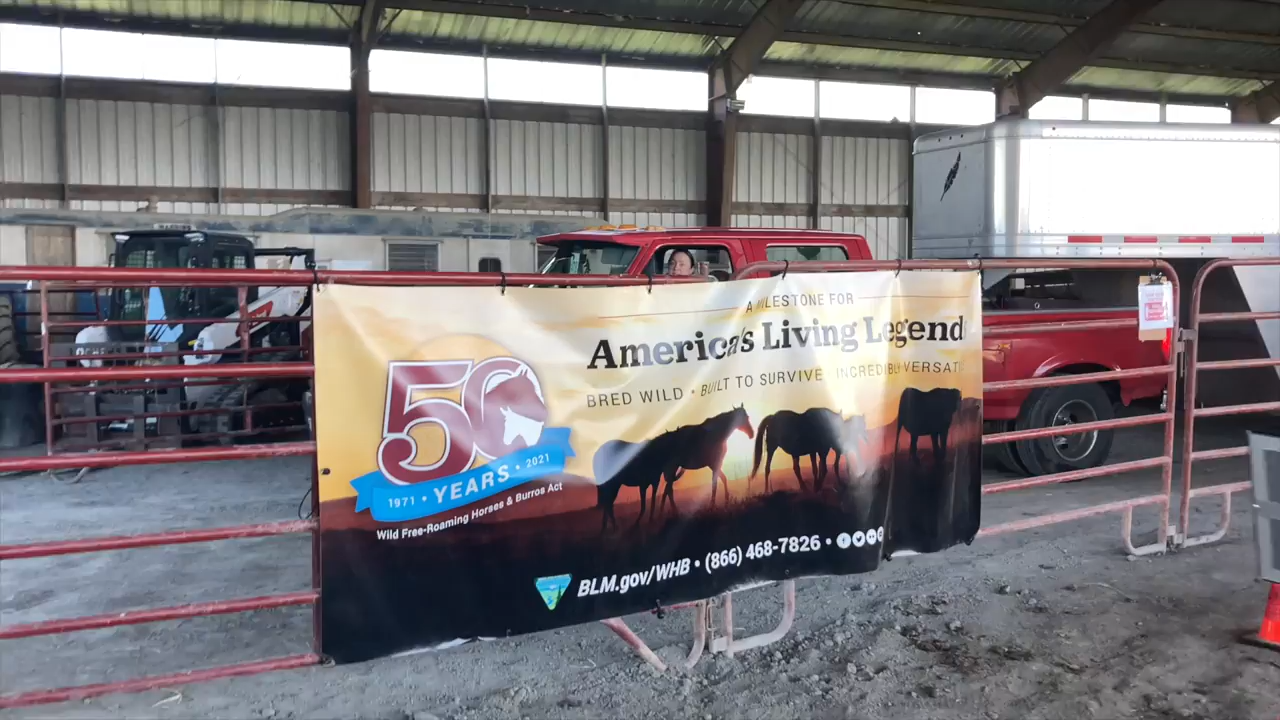 A MILESTONE FOR
America's Living Legend
BRED WILD • BUILT TO SURVIVE INCREDIBLY
50
1971 • YEARS • 2021
Wild Free-Roaming Horses & Burros Act
BLM.gov/WHB • (866) 468-7826 •